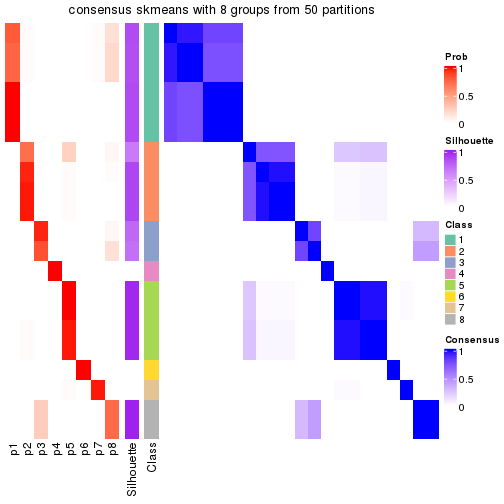 consensus skmeans with 8 groups from 50 partitions
Prob
1
0.5
0
Silhouette
1
0.5
0
Class
1
2
3
4
5
6
7
8
Consensus
1
0.5
0
p1
p2
p3
p4
p5
p6
p7
p8
Silhouette
Class